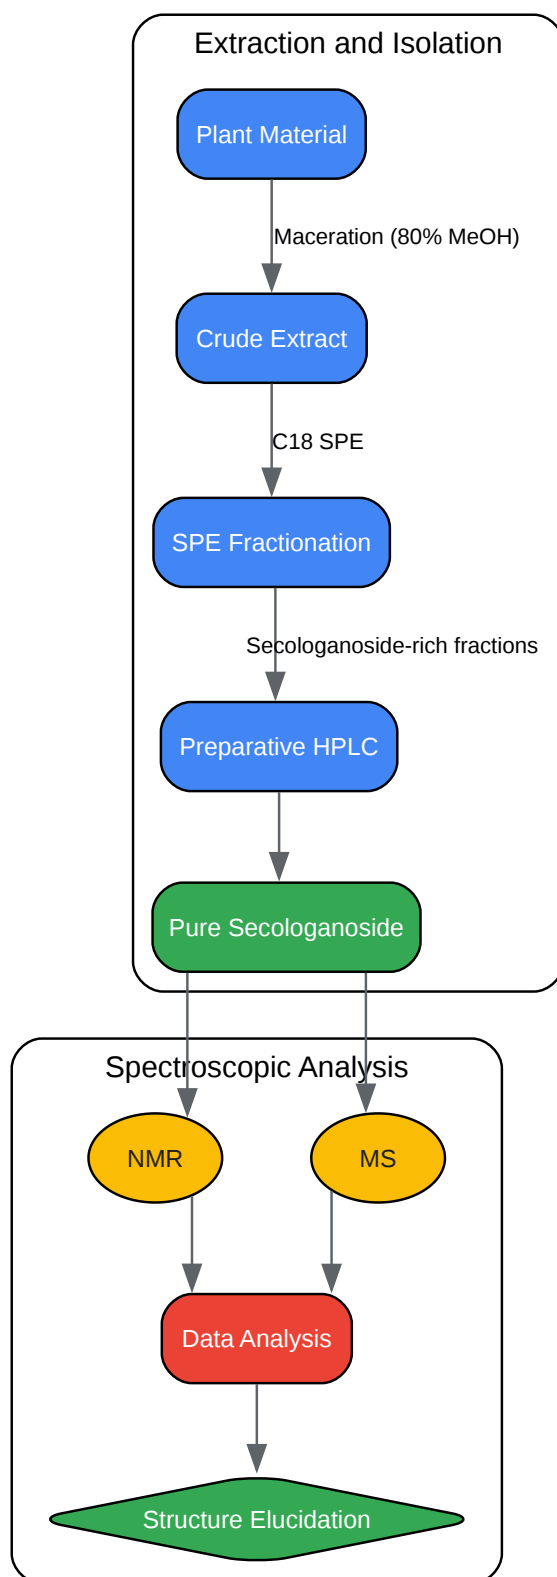 Extraction and Isolation
Plant Material
Maceration (80% MeOH)
Crude Extract
C18 SPE
SPE Fractionation
Secologanoside-rich fractions
Preparative HPLC
Pure Secologanoside
Spectroscopic Analysis
NMR
MS
Data Analysis
Structure Elucidation